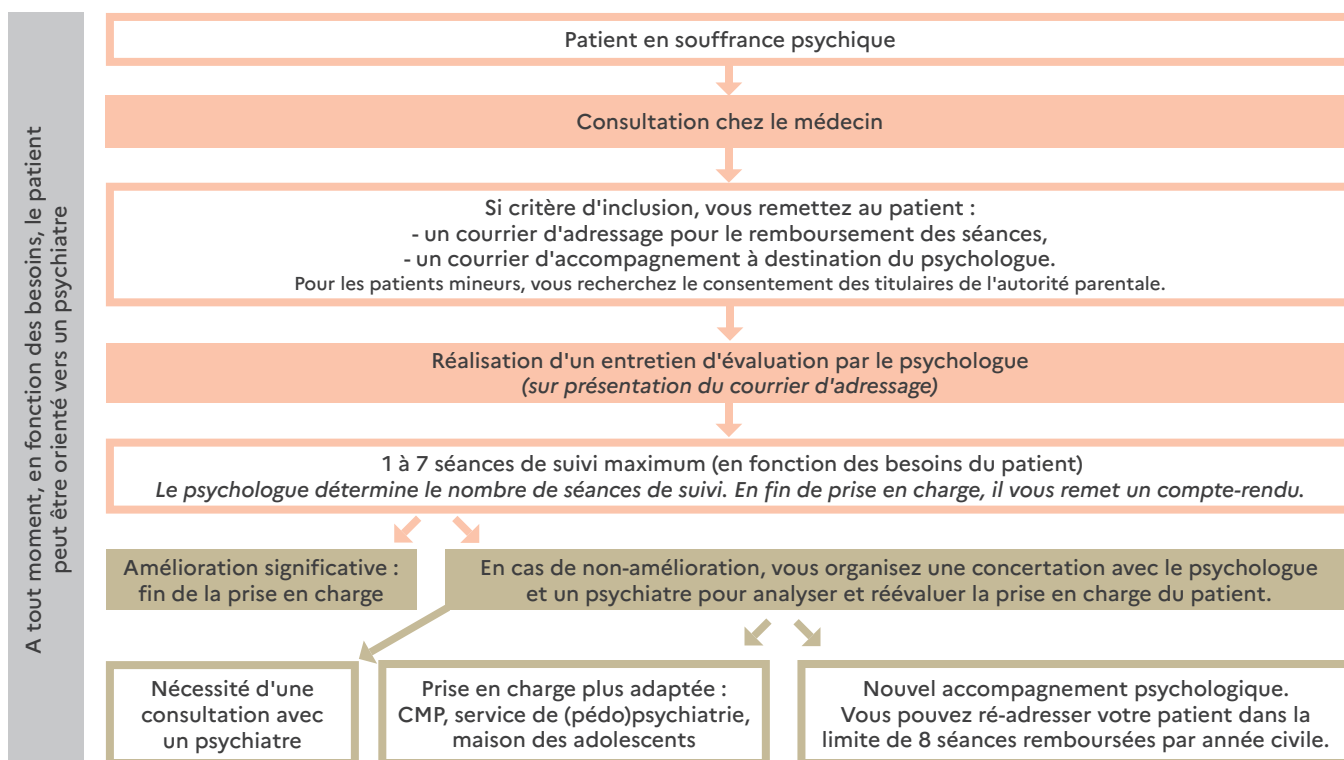 A tout moment, en fonction des besoins, le patient
peut être orienté vers un psychiatre
Patient en souffrance psychique
Consultation chez le médecin
Si critère d'inclusion, vous remettez au patient :
- un courrier d'adressage pour le remboursement des séances,
- un courrier d'accompagnement à destination du psychologue.
Pour les patients mineurs, vous recherchez le consentement des titulaires de l'autorité parentale.
Réalisation d'un entretien d'évaluation par le psychologue
(sur présentation du courrier d'adressage)
1 à 7 séances de suivi maximum (en fonction des besoins du patient)
Le psychologue détermine le nombre de séances de suivi. En fin de prise en charge, il vous remet un compte-rendu.
Amélioration significative :
fin de la prise en charge
En cas de non-amélioration, vous organisez une concertation avec le psychologue
et un psychiatre pour analyser et réévaluer la prise en charge du patient.
Nécessité d'une
consultation avec
un psychiatre
Prise en charge plus adaptée :
CMP, service de (pédo)psychiatrie,
maison des adolescents
Nouvel accompagnement psychologique.
Vous pouvez ré-adresser votre patient dans la
limite de 8 séances remboursées par année civile.